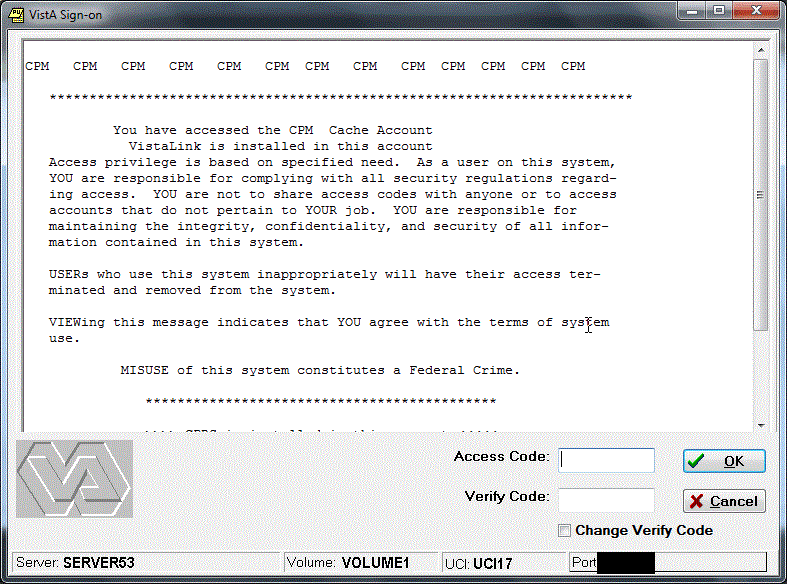 VistA Sign-on
CPM CPM CPM CPM CPM CPM CPM CPM CPM CPM CPM CPM CPM
*************************************************************************
You have accessed the CPM Cache Account
VistaLink is installed in this account
Access privilege is based on specified need. As a user on this system,
YOU are responsible for complying with all security regulations regard-
ing access. YOU are not to share access codes with anyone or to access
accounts that do not pertain to YOUR job. YOU are responsible for
maintaining the integrity, confidentiality, and security of all infor-
mation contained in this system.
USERs who use this system inappropriately will have their access ter-
minated and removed from the system.
VIEWing this message indicates that YOU agree with the terms of system
use.
MISUSE of this system constitutes a Federal Crime.
********************************************
Access Code:
OK
Verify Code:
Cancel
Change Verify Code
Server: SERVER53 Volume: VOLUME1 UCI: UCI17 Port